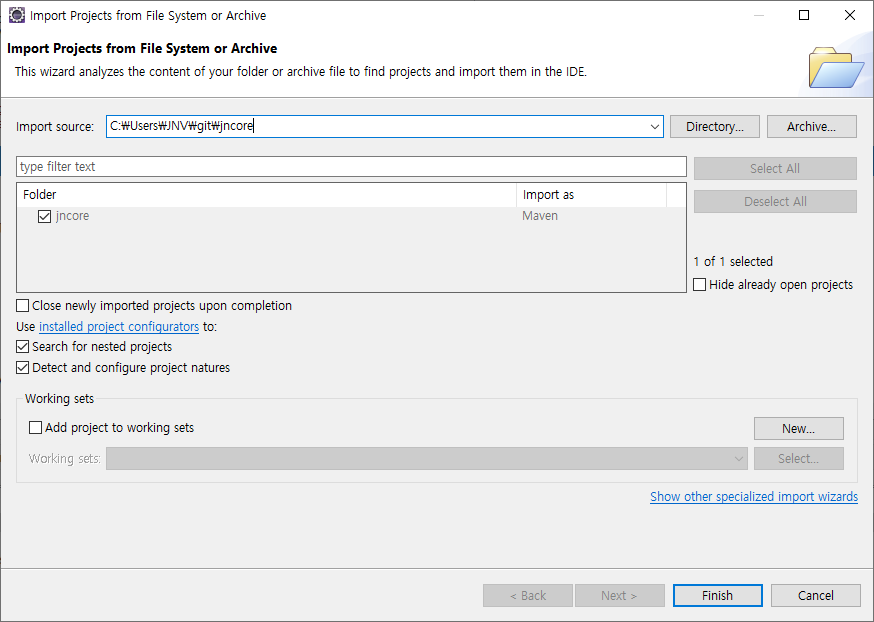 Import Projects from File System or Archive
Import Projects from File System or Archive
This wizard analyzes the content of your folder or archive file to find projects and import them in the IDE.
Import source: C:₩Users₩JNV₩git₩jncore Directory... Archive...
type filter text Select All
Folder Import as Deselect All
jncore Maven
1 of 1 selected
Hide already open projects
Close newly imported projects upon completion
Use installed project configurators to:
Search for nested projects
Detect and configure project natures
Working sets
Add project to working sets New...
Working sets: Select...
Show other specialized import wizards
< Back Next > Finish Cancel